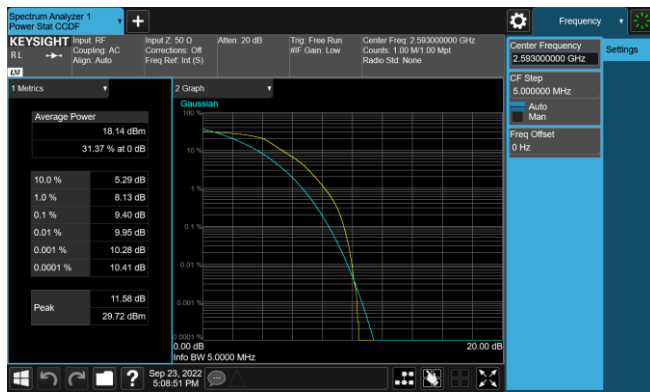 Spectrum Analyzer 1
Power Stat CCDF
Frequency
KEYSIGHT
Input: RF
Coupling: AC
Align: Auto
Input Z: 50 Ω
Corrections: Off
Freq Ref: Int (S)
Atten: 20 dB
Trig: Free Run
#IF Gain: Low
Center Freq: 2.593000000 GHz
Counts: 1.00 M/1.00 Mpt
Radio Std: None
R L
LXI
Center Frequency
2.593000000 GHz
Settings
CF Step
5.000000 MHz
Auto
Man
Freq Offset
0 Hz
1 Metrics
Average Power
18.14 dBm
31.37 % at 0 dB
10.0 % 5.29 dB
1.0 % 8.13 dB
0.1 % 9.40 dB
0.01 % 9.95 dB
0.001 % 10.28 dB
0.0001 % 10.41 dB
Peak
11.58 dB
29.72 dBm
2 Graph
Gaussian
100 %
10 %
1 %
0.1 %
0.01 %
0.001 %
0.0001 %
0.00 dB
20.00 dB
Info BW 5.0000 MHz
?
Sep 23, 2022
5:08:51 PM